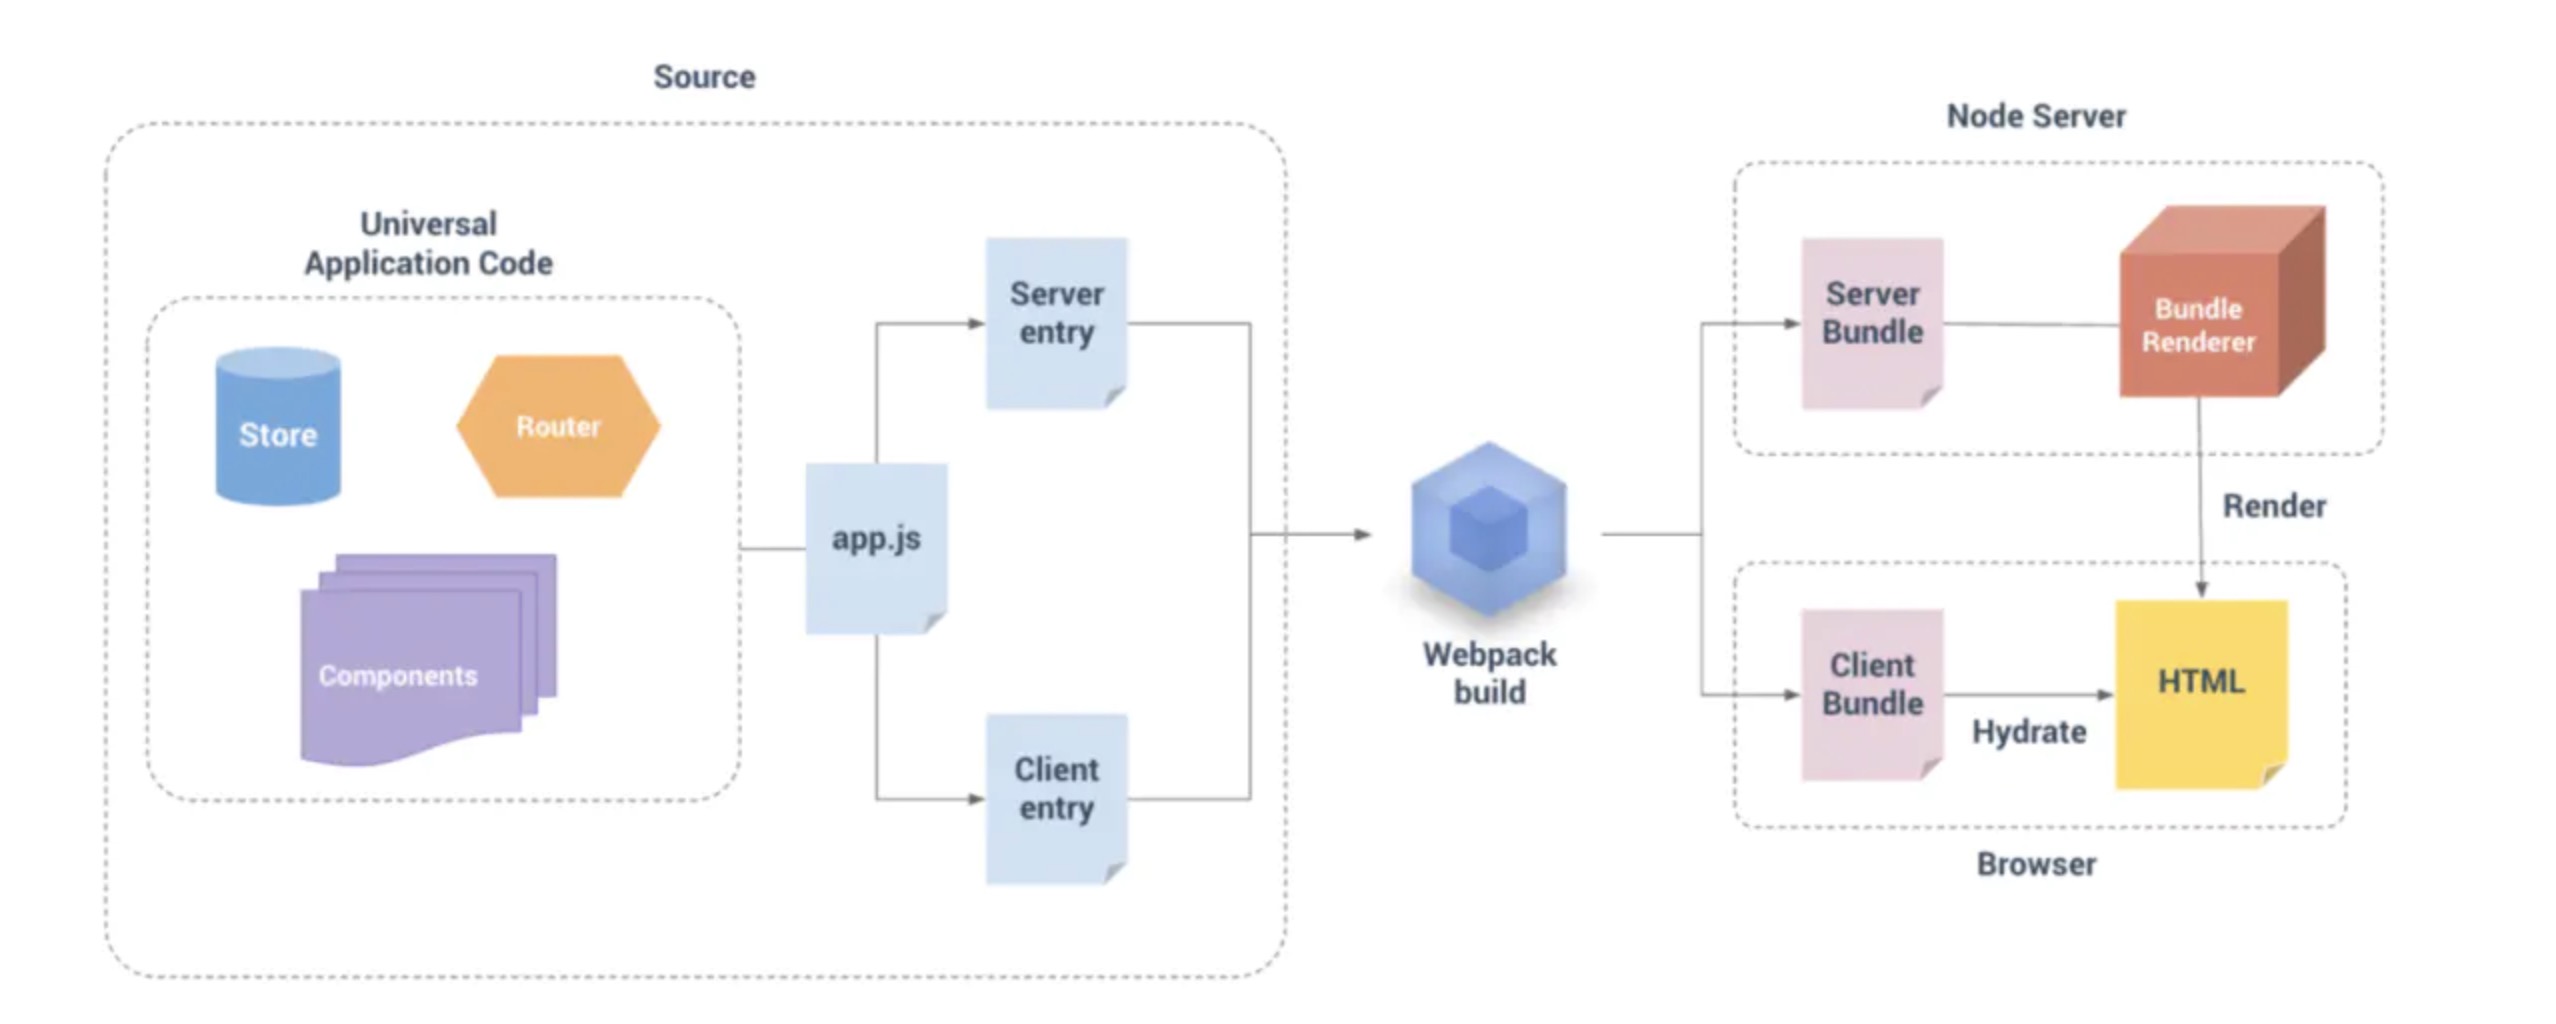 Source
Universal
Application Code
Store
Router
Components
app.js
Server
entry
Client
entry
Webpack
build
Node Server
Server
Bundle
Bundle
Renderer
Render
Client
Bundle
Hydrate
HTML
Browser